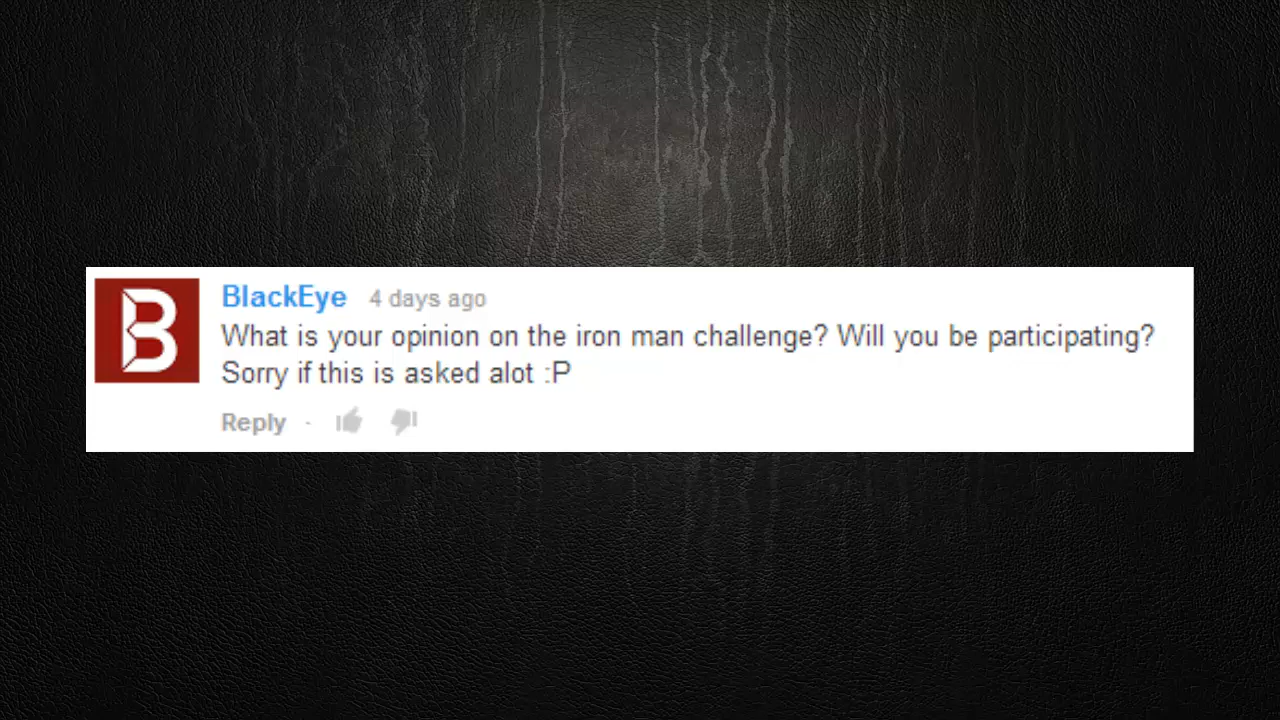 B
BlackEye 4 days ago
What is your opinion on the iron man challenge? Will you be participating?
Sorry if this is asked alot :P
Reply ·